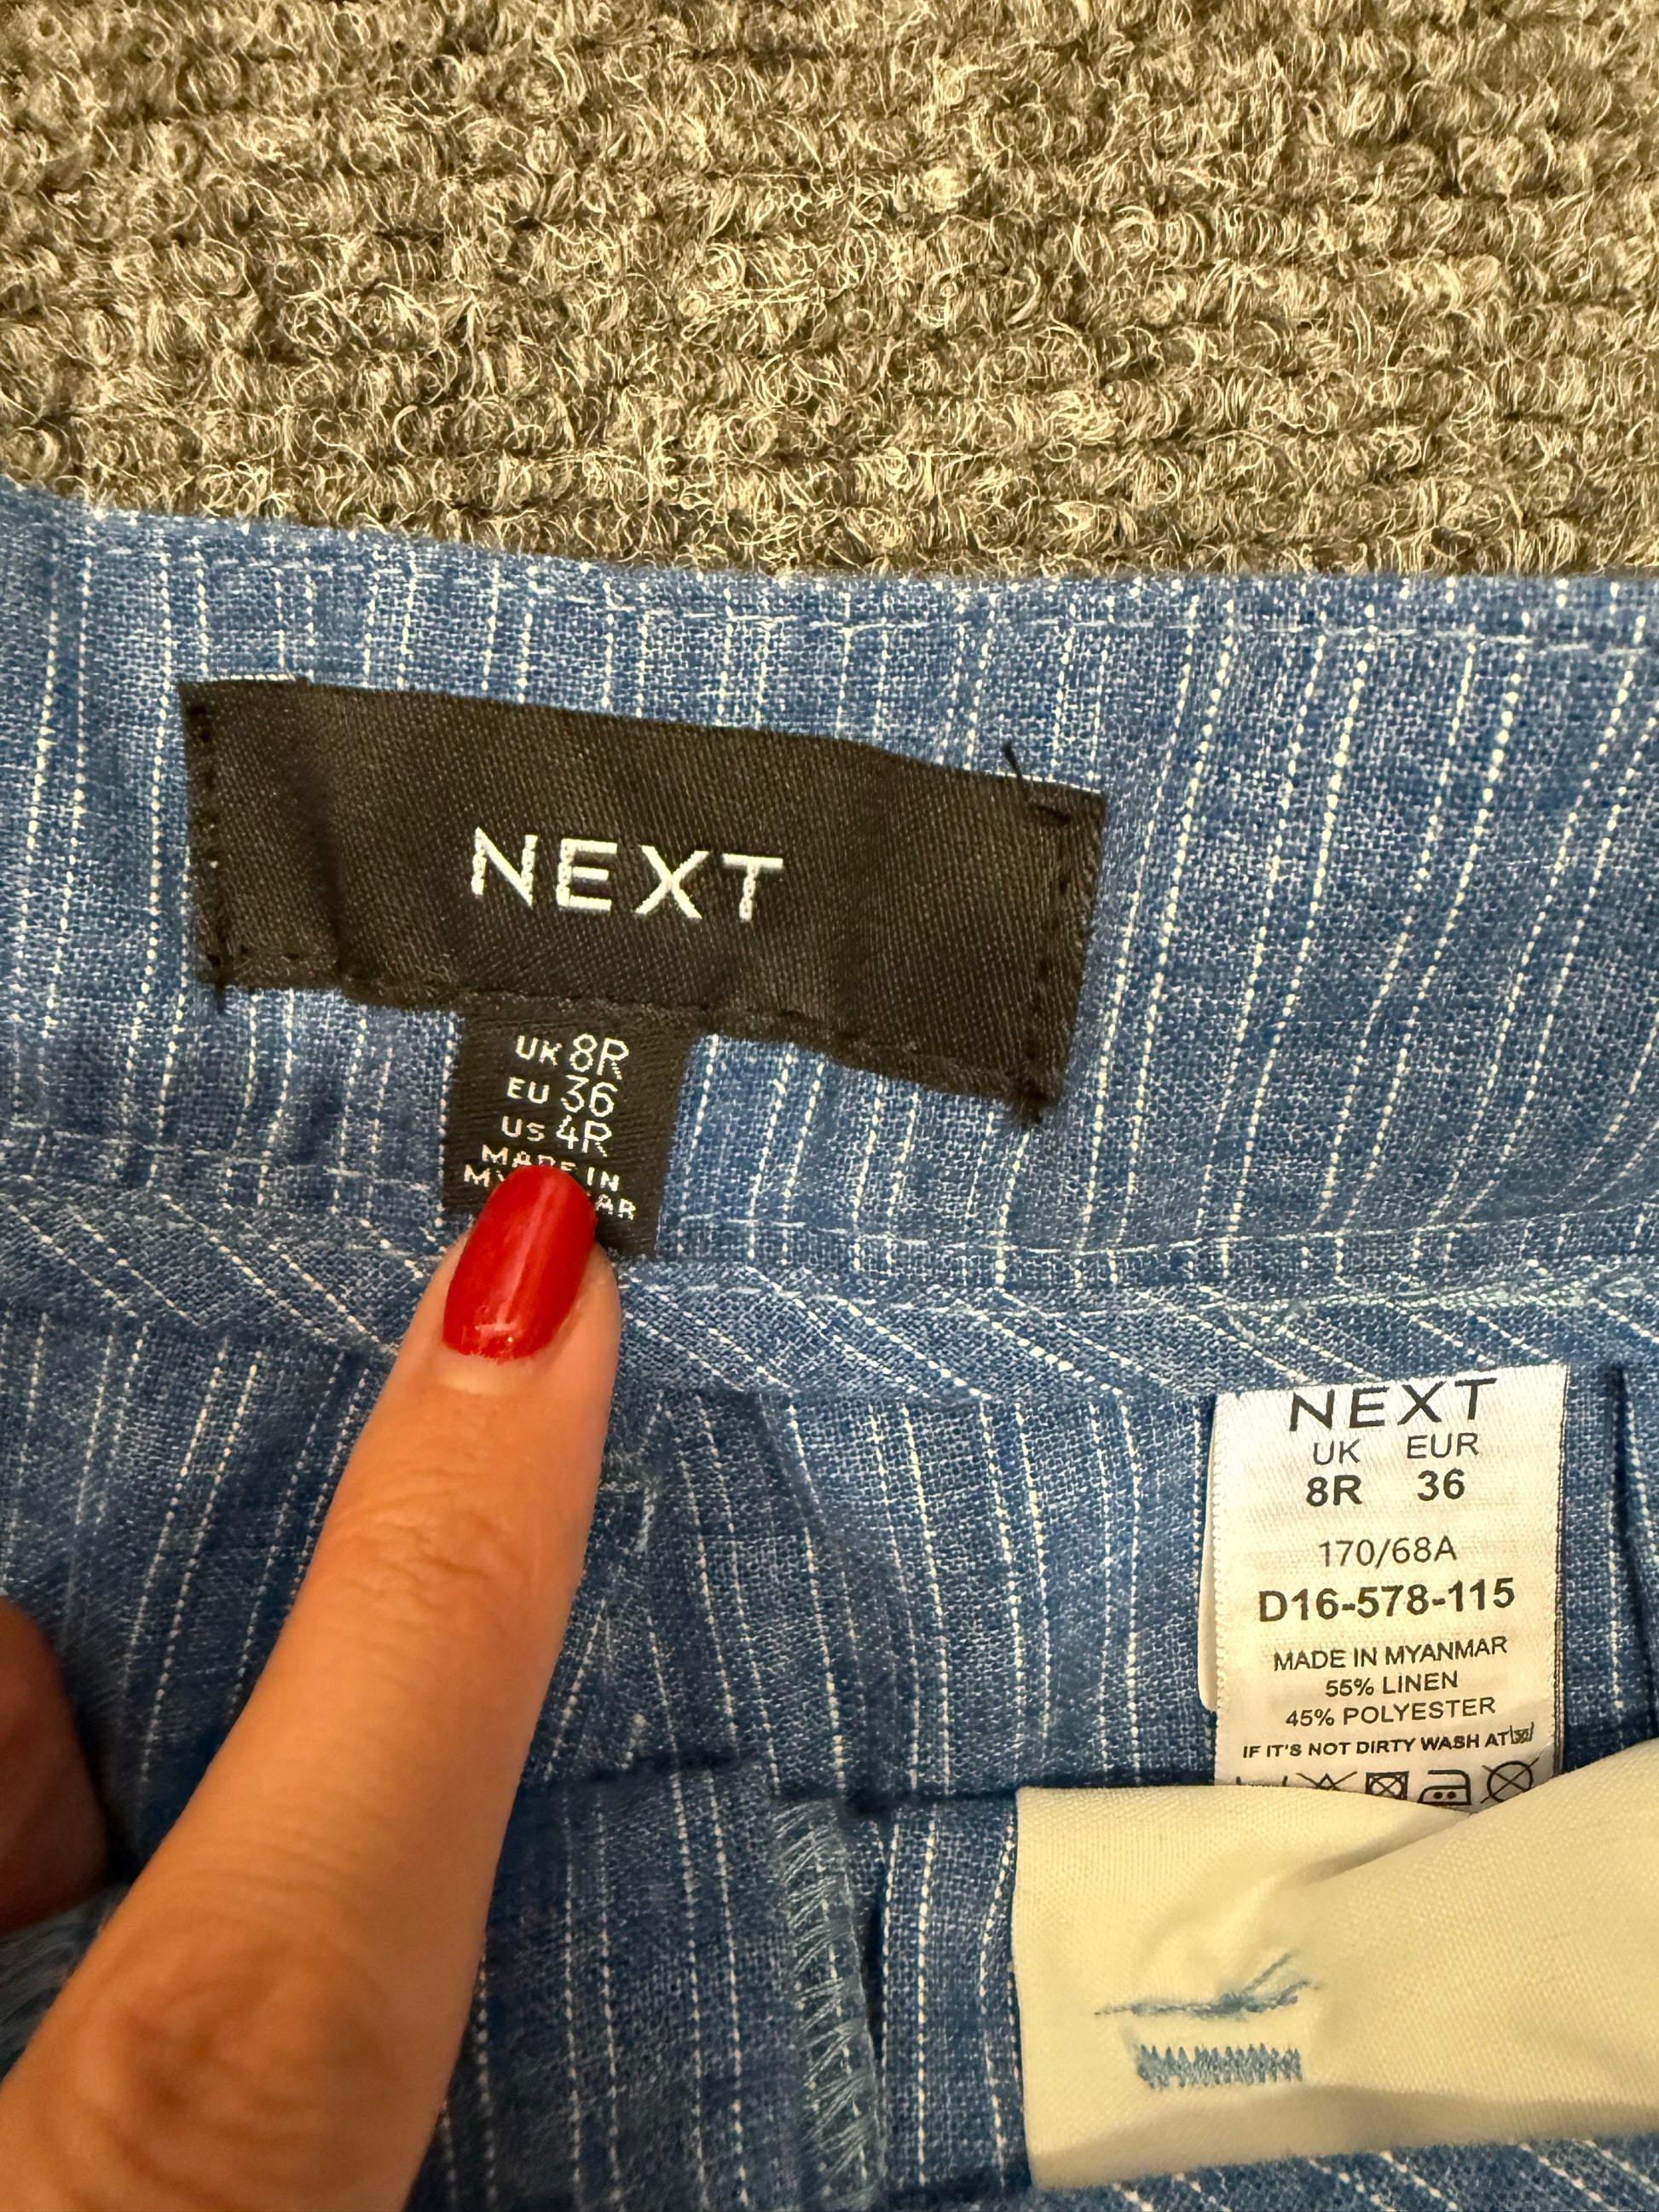 NEXT
UK 8R
EU 36
US 4R
MADE IN
NEXT
UK EUR
8R 36
170/68A
D16-578-115
MADE IN MYANMAR
55% LINEN
45% POLYESTER
IF IT'S NOT DIRTY WASH AT 30